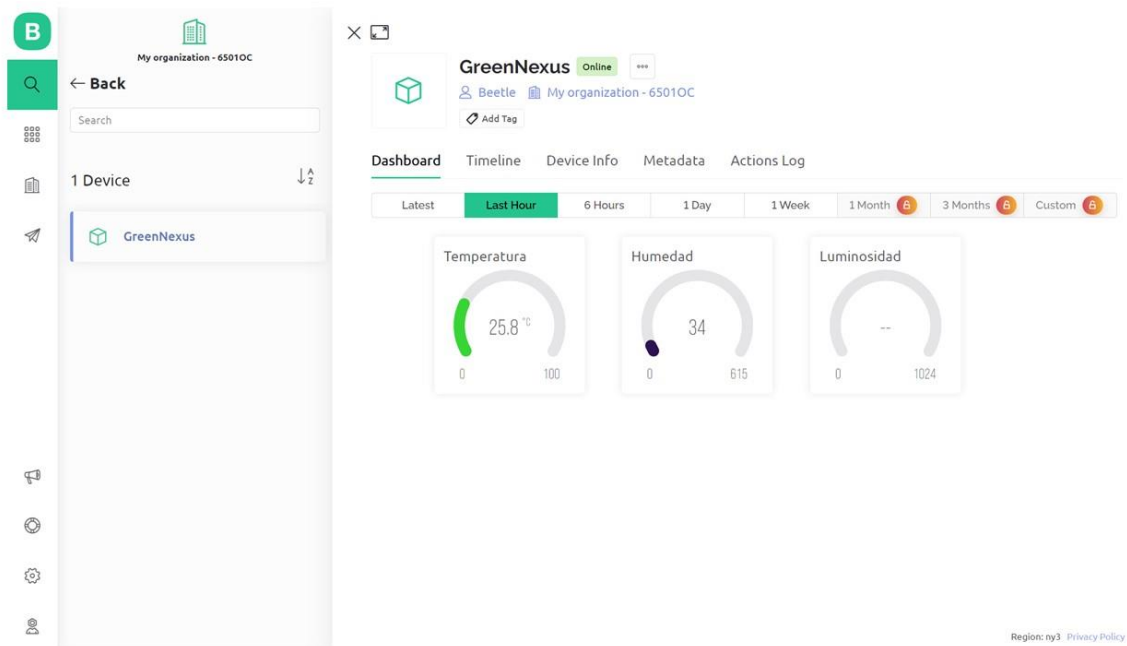 B
My organization - 6501OC
← Back
Search
1 Device
GreenNexus
GreenNexus Online
Beetle My organization - 6501OC
Add Tag
Dashboard Timeline Device Info Metadata Actions Log
Latest Last Hour 6 Hours 1 Day 1 Week 1 Month 3 Months Custom
Temperatura Humedad Luminosidad
25.8 °C 34 --
0 100 0 615 0 1024
Region: ny3 Privacy Policy